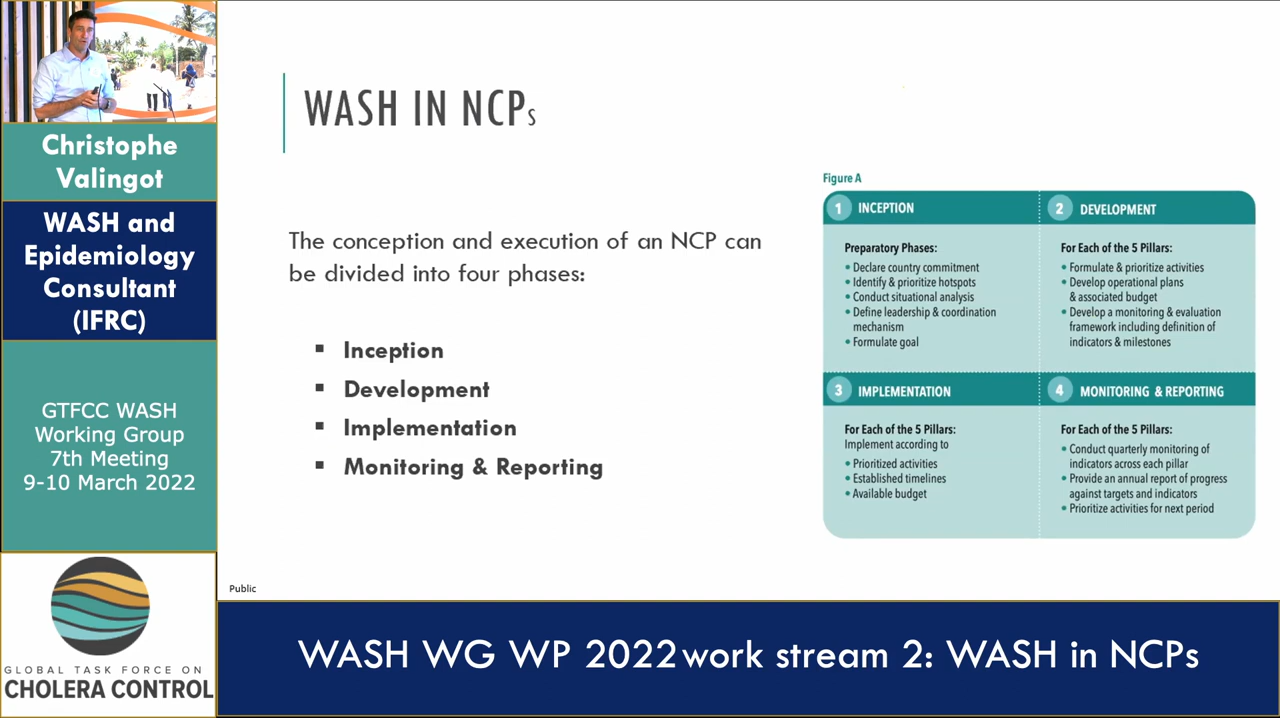 Christophe
Valingot
WASH and
Epidemiology
Consultant
(IFRC)
GTFCC WASH
Working Group
7th Meeting
9-10 March 2022
GLOBAL TASK FORCE ON
CHOLERA CONTROL
WASH IN NCPs
The conception and execution of an NCP can
be divided into four phases:
▪ Inception
▪ Development
▪ Implementation
▪ Monitoring & Reporting
Figure A
1 INCEPTION
Preparatory Phases:
• Declare country commitment
• Identify & prioritize hotspots
• Conduct situational analysis
• Define leadership & coordination
mechanism
• Formulate goal
2 DEVELOPMENT
For Each of the 5 Pillars:
• Formulate & prioritize activities
• Develop operational plans
& associated budget
• Develop a monitoring & evaluation
framework including definition of
indicators & milestones
3 IMPLEMENTATION
For Each of the 5 Pillars:
Implement according to
• Prioritized activities
• Established timelines
• Available budget
4 MONITORING & REPORTING
For Each of the 5 Pillars:
• Conduct quarterly monitoring of
indicators across each pillar
• Provide an annual report of progress
against targets and indicators
• Prioritize activities for next period
Public
WASH WG WP 2022 work stream 2: WASH in NCPs